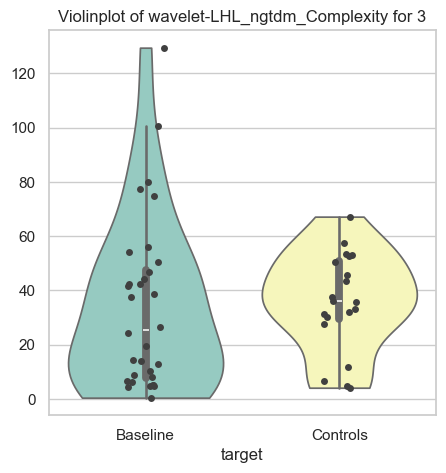 Violinplot of wavelet-LHL_ngtdm_Complexity for 3
120
100
80
60
40
20
0
Baseline Controls
target